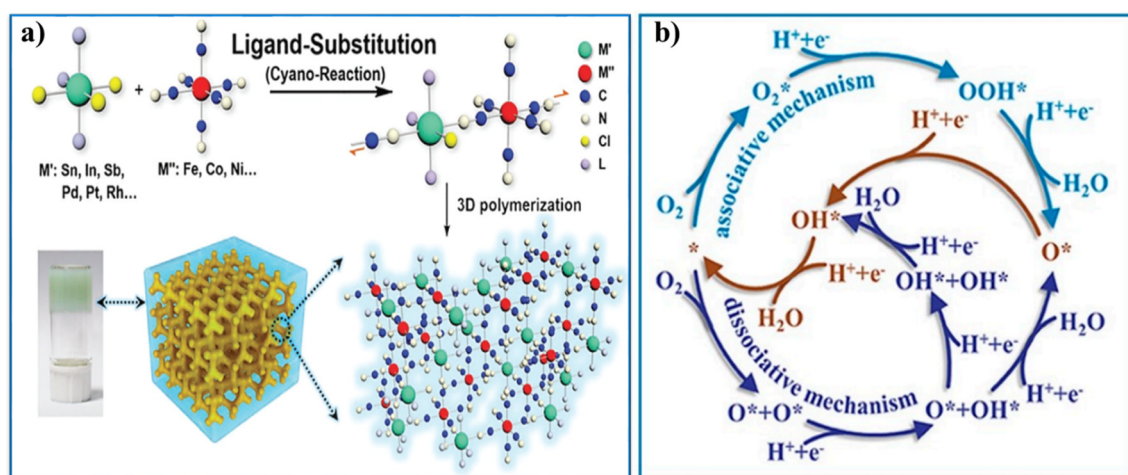 a)
Ligand-Substitution
(Cyano-Reaction)
+
M': Sn, In, Sb,
Pd, Pt, Rh...
M'': Fe, Co, Ni...
M'
M''
C
N
Cl
L
3D polymerization
b)
H⁺+e⁻
O₂*
OOH*
associative mechanism
H⁺+e⁻
H⁺+e⁻
H₂O
O₂
OH*
H₂O
*
H⁺+e⁻
O*
O₂
H⁺+e⁻
OH*+OH*
H₂O
dissociative mechanism
H⁺+e⁻
H₂O
O*+O*
O*+OH*
H⁺+e⁻
H⁺+e⁻